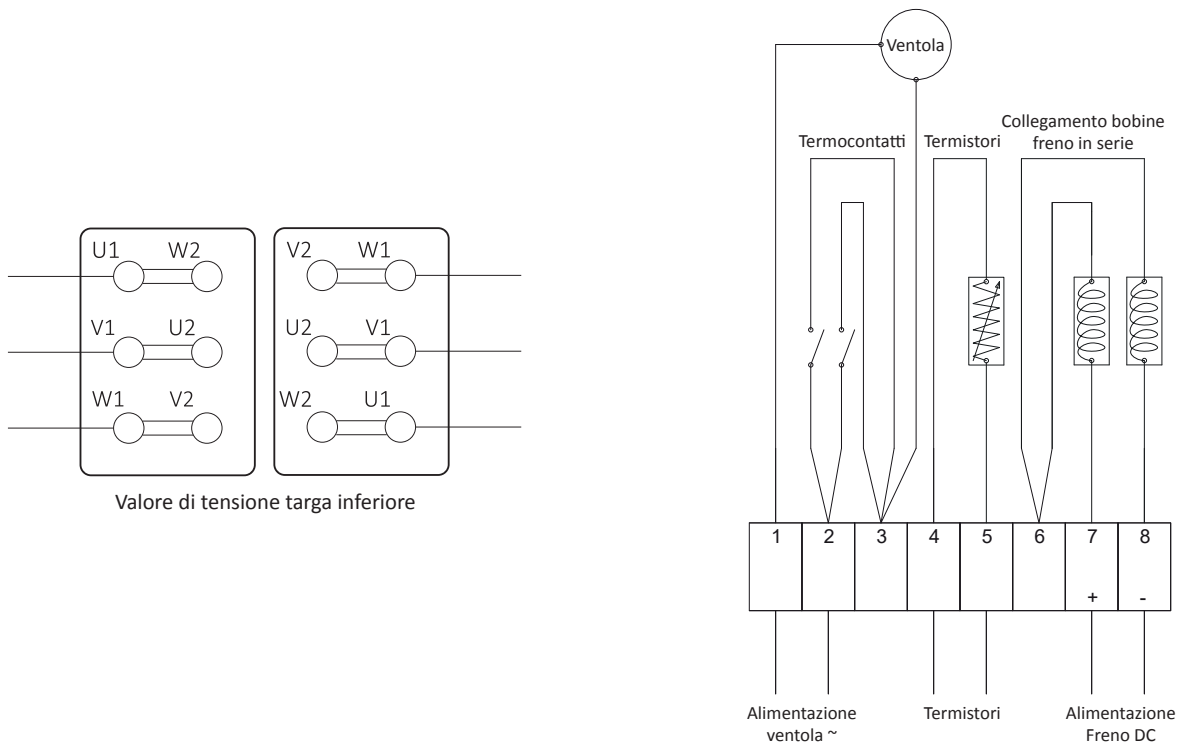 U1 W2
V1 U2
W1 V2
V2 W1
U2 V1
W2 U1
Valore di tensione targa inferiore
Ventola
Termocontatti
Termistori
Collegamento bobine
freno in serie
1 2 3 4 5 6 7 8
+ -
Alimentazione
ventola ~
Termistori
Alimentazione
Freno DC